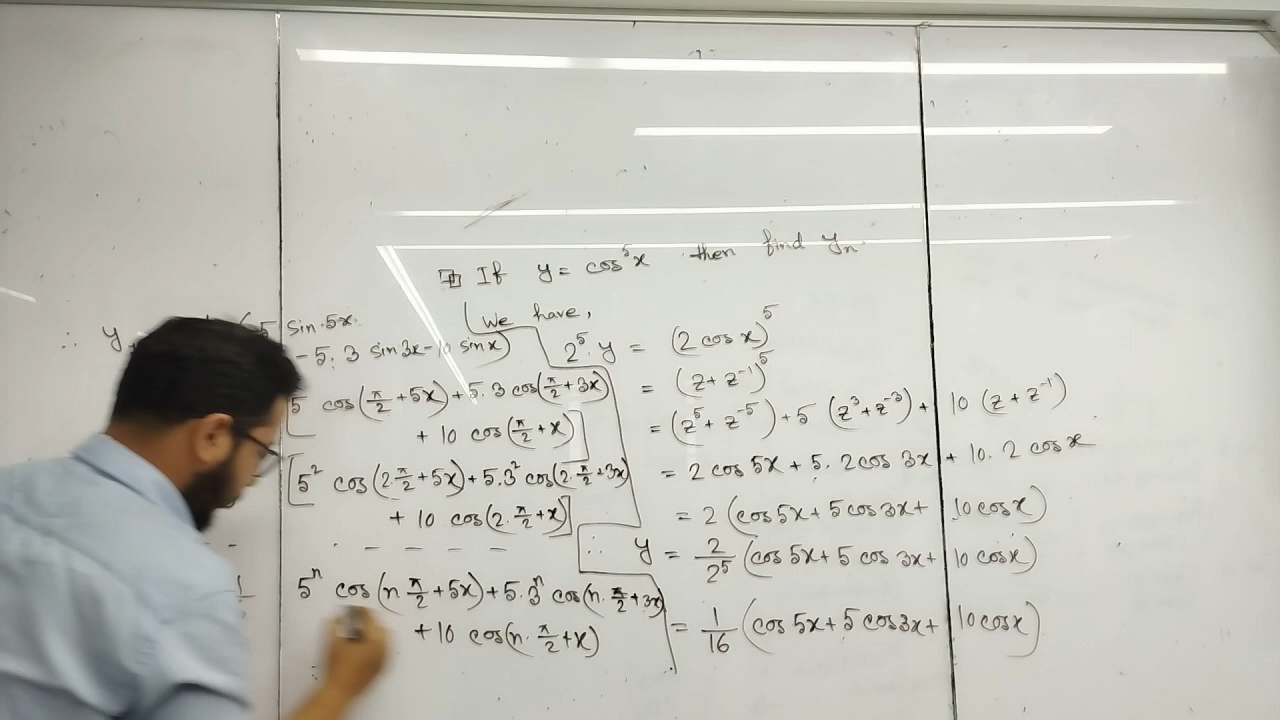 ⊞ If y = cos⁵x then find yₙ.
We have,
2⁵·y = (2 cos x)⁵
= (z + z⁻¹)⁵
= (z⁵ + z⁻⁵) + 5 (z³ + z⁻³) + 10 (z + z⁻¹)
= 2 cos 5x + 5. 2cos 3x + 10. 2 cos x
= 2 (cos 5x + 5 cos 3x + 10 cos x)
∴ y = 2/2⁵ (cos 5x + 5 cos 3x + 10 cos x)
= 1/16 (cos 5x + 5 cos 3x + 10 cos x)
∴ y sin·5x
- 5·3 sin 3x - 10 sin x)
5 cos(π/2 + 5x) + 5·3 cos(π/2 + 3x)
+ 10 cos(π/2 + x)]
[5² cos(2·π/2 + 5x) + 5·3² cos(2·π/2 + 3x)
+ 10 cos(2·π/2 + x)]
- - - - - -
5ⁿ cos(n π/2 + 5x) + 5·3ⁿ cos(n·π/2 + 3x)
+ 10 cos(n·π/2 + x)